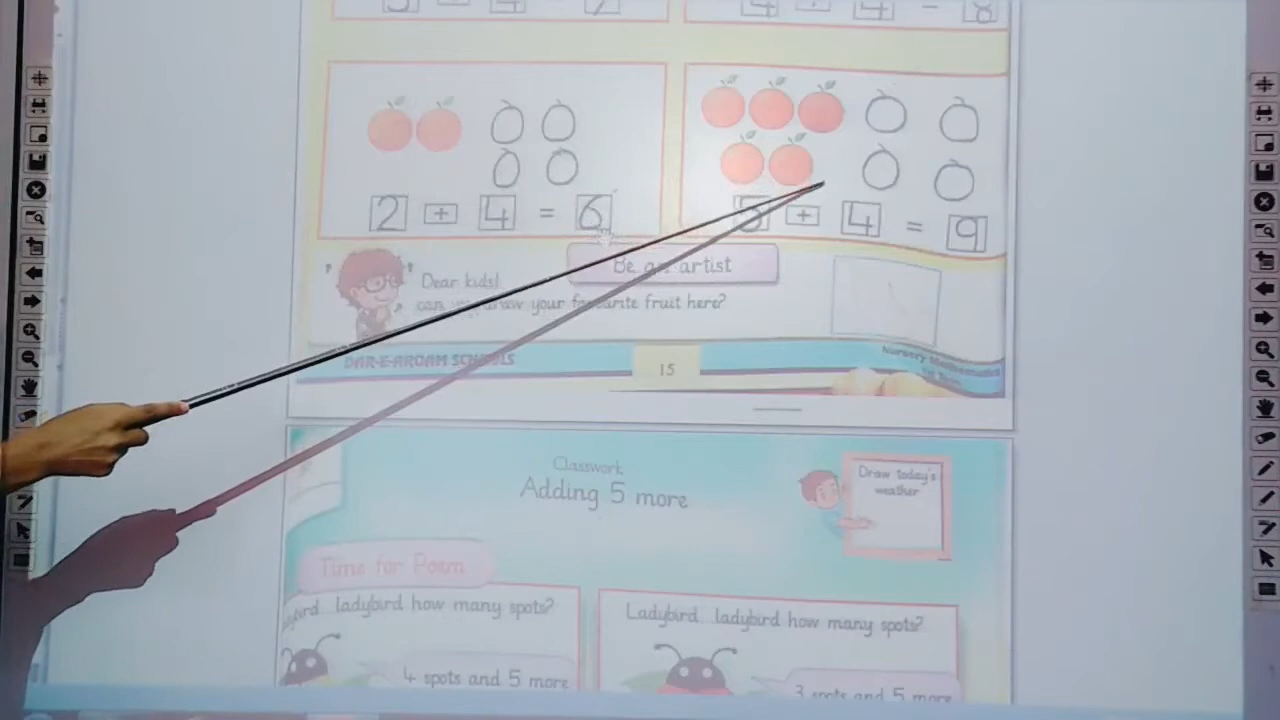 2 + 4 = 6
5 + 4 = 9
Be an artist
Dear kids!
can you draw your favourite fruit here?
DAR-E-ARQAM SCHOOLS
15
Nursery Mathematics
1st Term
Classwork
Adding 5 more
Draw today's
weather
Time for Poem
ladybird how many spots?
4 spots and 5 more
Ladybird...ladybird how many spots?
3 spots and 5 more